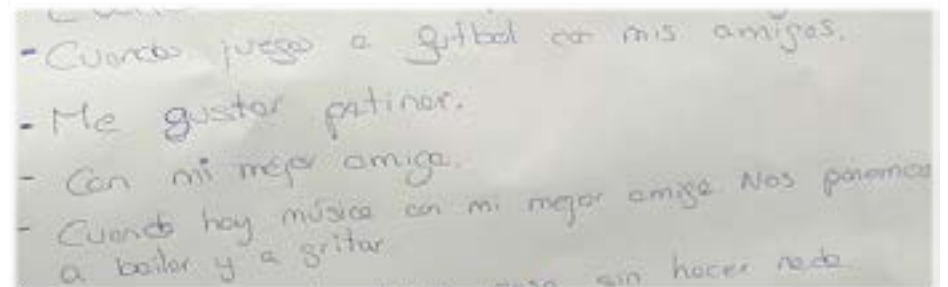 - Cuando juego a futbol con mis amigos.
- Me gustar patinar.
- Con mi mejor amiga.
- Cuando hay música con mi mejor amiga. Nos ponemos
a bailar y a gritar
sin hacer nada